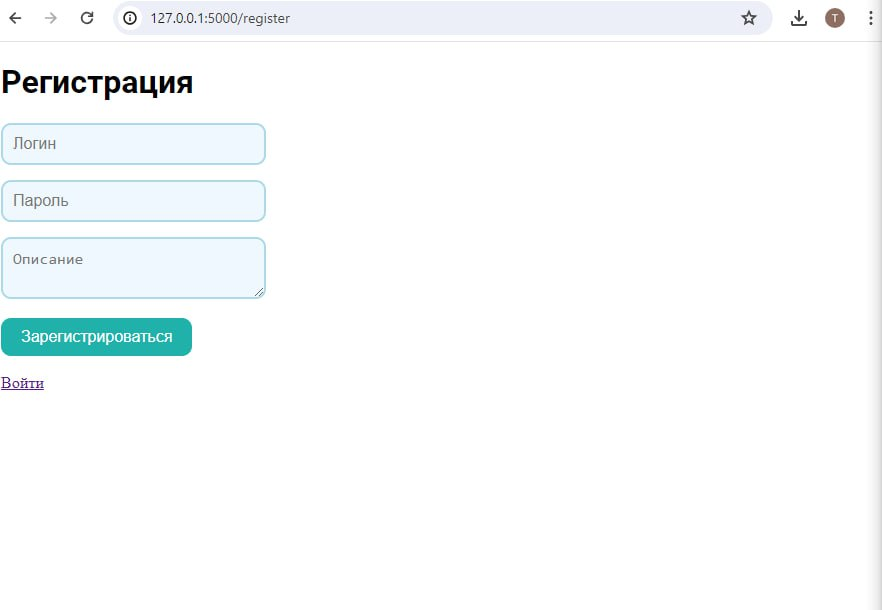 127.0.0.1:5000/register
T
Регистрация
Логин
Пароль
Описание
Зарегистрироваться
Войти